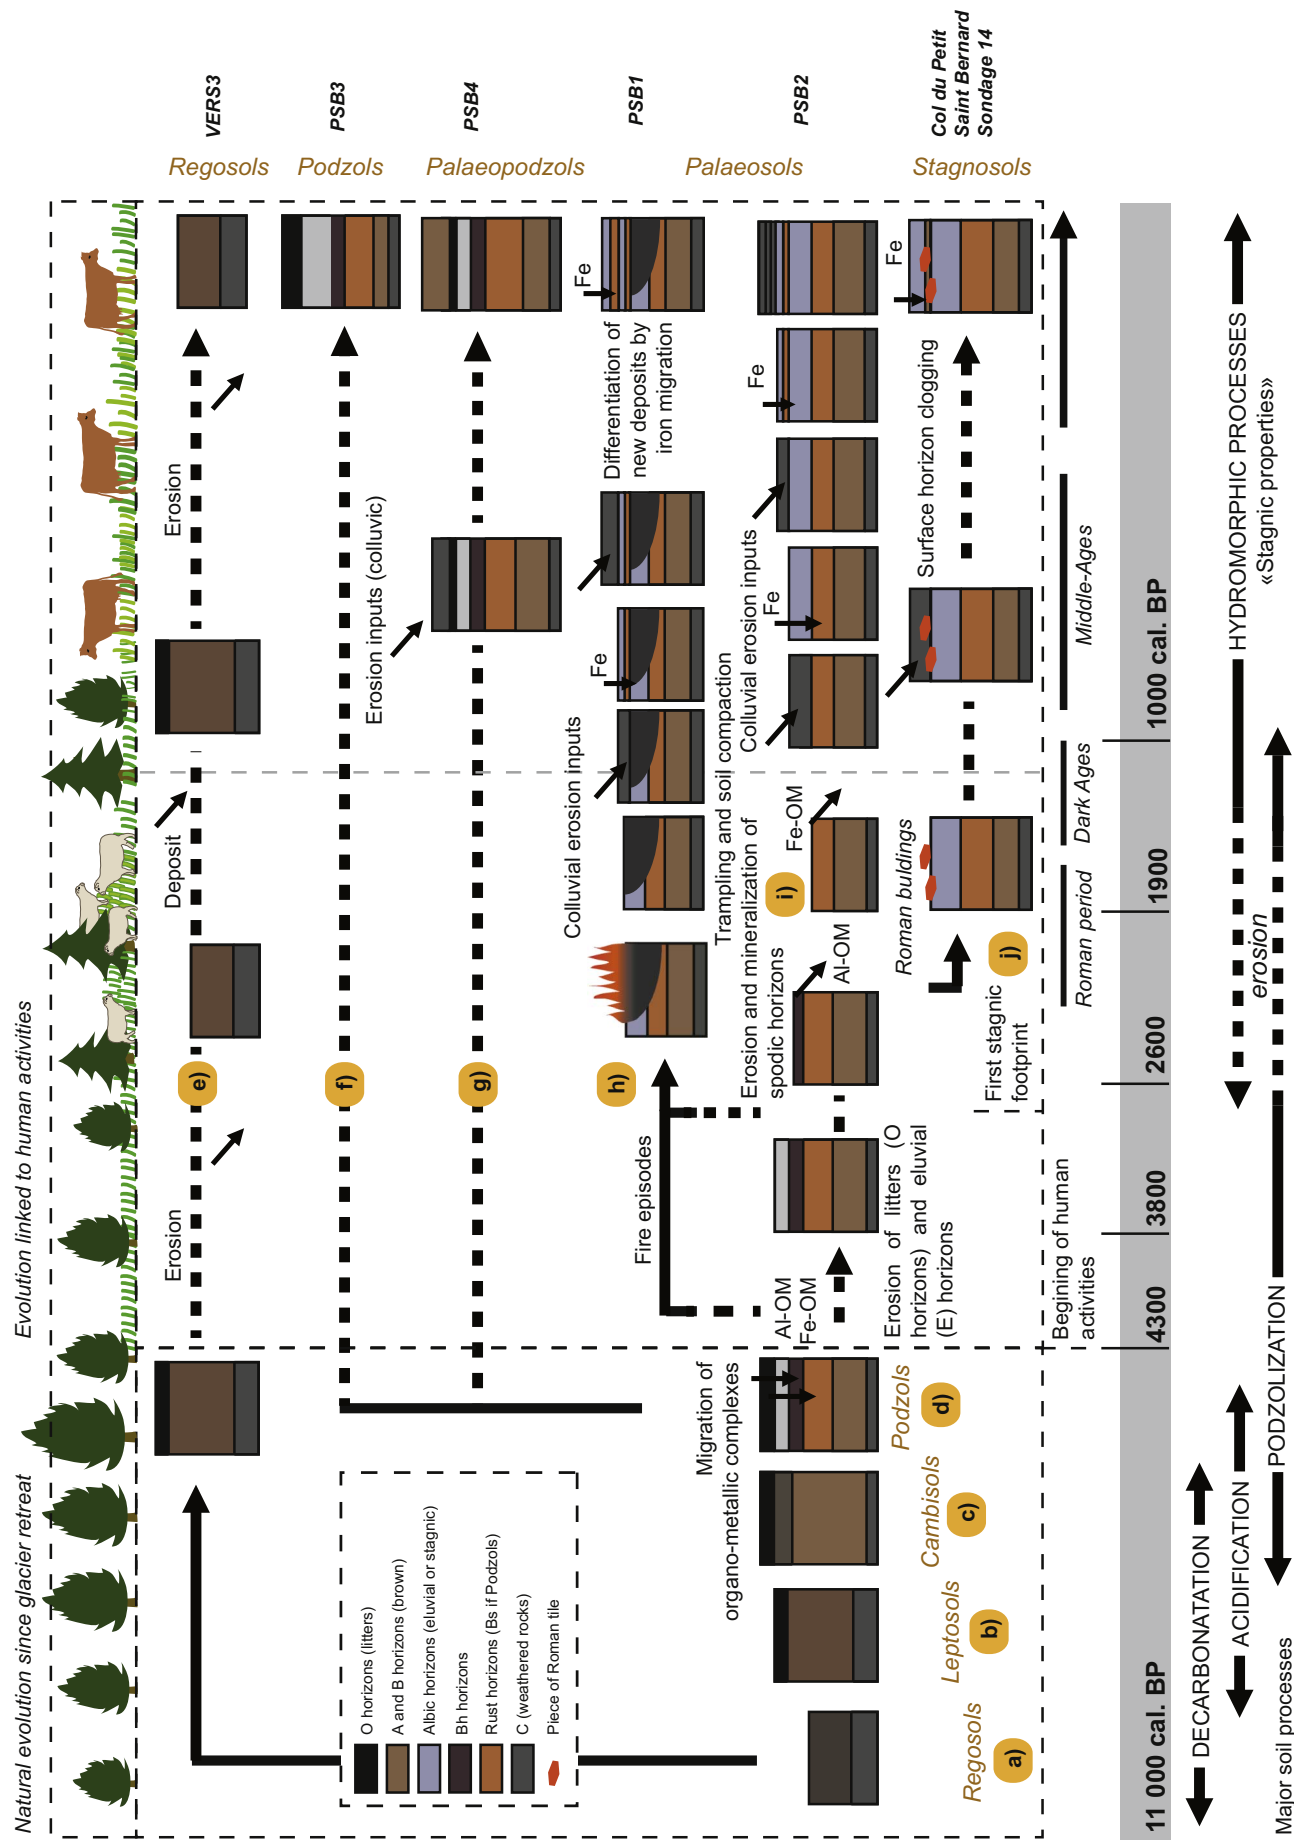 Natural evolution since glacier retreat
Evolution linked to human activities
Erosion
Deposit
Erosion
e)
VERS3
Regosols
f)
PSB3
Podzols
Erosion inputs (colluvic)
g)
PSB4
Palaeopodzols
O horizons (litters)
A and B horizons (brown)
Albic horizons (eluvial or stagnic)
Bh horizons
Rust horizons (Bs if Podzols)
C (weathered rocks)
Piece of Roman tile
Fire episodes
h)
Colluvial erosion inputs
Fe
Differentiation of
new deposits by
iron migration
Fe
PSB1
Palaeosols
Migration of
organo-metallic complexes
Al-OM
Fe-OM
Erosion and mineralization of
spodic horizons
Al-OM
i)
Fe-OM
Trampling and soil compaction
Colluvial erosion inputs
Fe
Fe
PSB2
Erosion of litters (O
horizons) and eluvial
(E) horizons
Regosols
a)
Leptosols
b)
Cambisols
c)
Podzols
d)
First stagnic
footprint
j)
Roman buldings
Surface horizon clogging
Fe
Stagnosols
Col du Petit
Saint Bernard
Sondage 14
Begining of human
activities
Roman period
Dark Ages
Middle-Ages
11 000 cal. BP
4300
3800
2600
1900
1000 cal. BP
DECARBONATATION
ACIDIFICATION
PODZOLIZATION
erosion
HYDROMORPHIC PROCESSES
«Stagnic properties»
Major soil processes